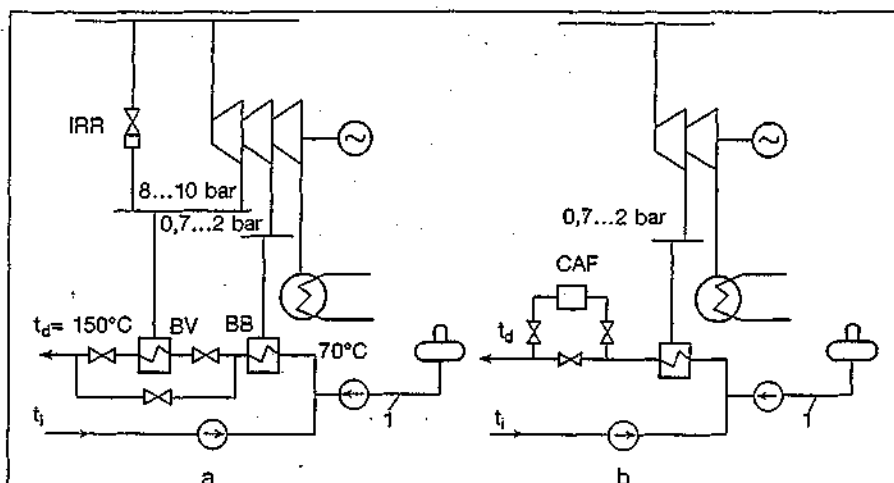 IRR
8...10 bar
0,7...2 bar
t_d= 150°C
BV
BB
70°C
t_i
1
a
0,7...2 bar
CAF
t_d
t_i
1
b